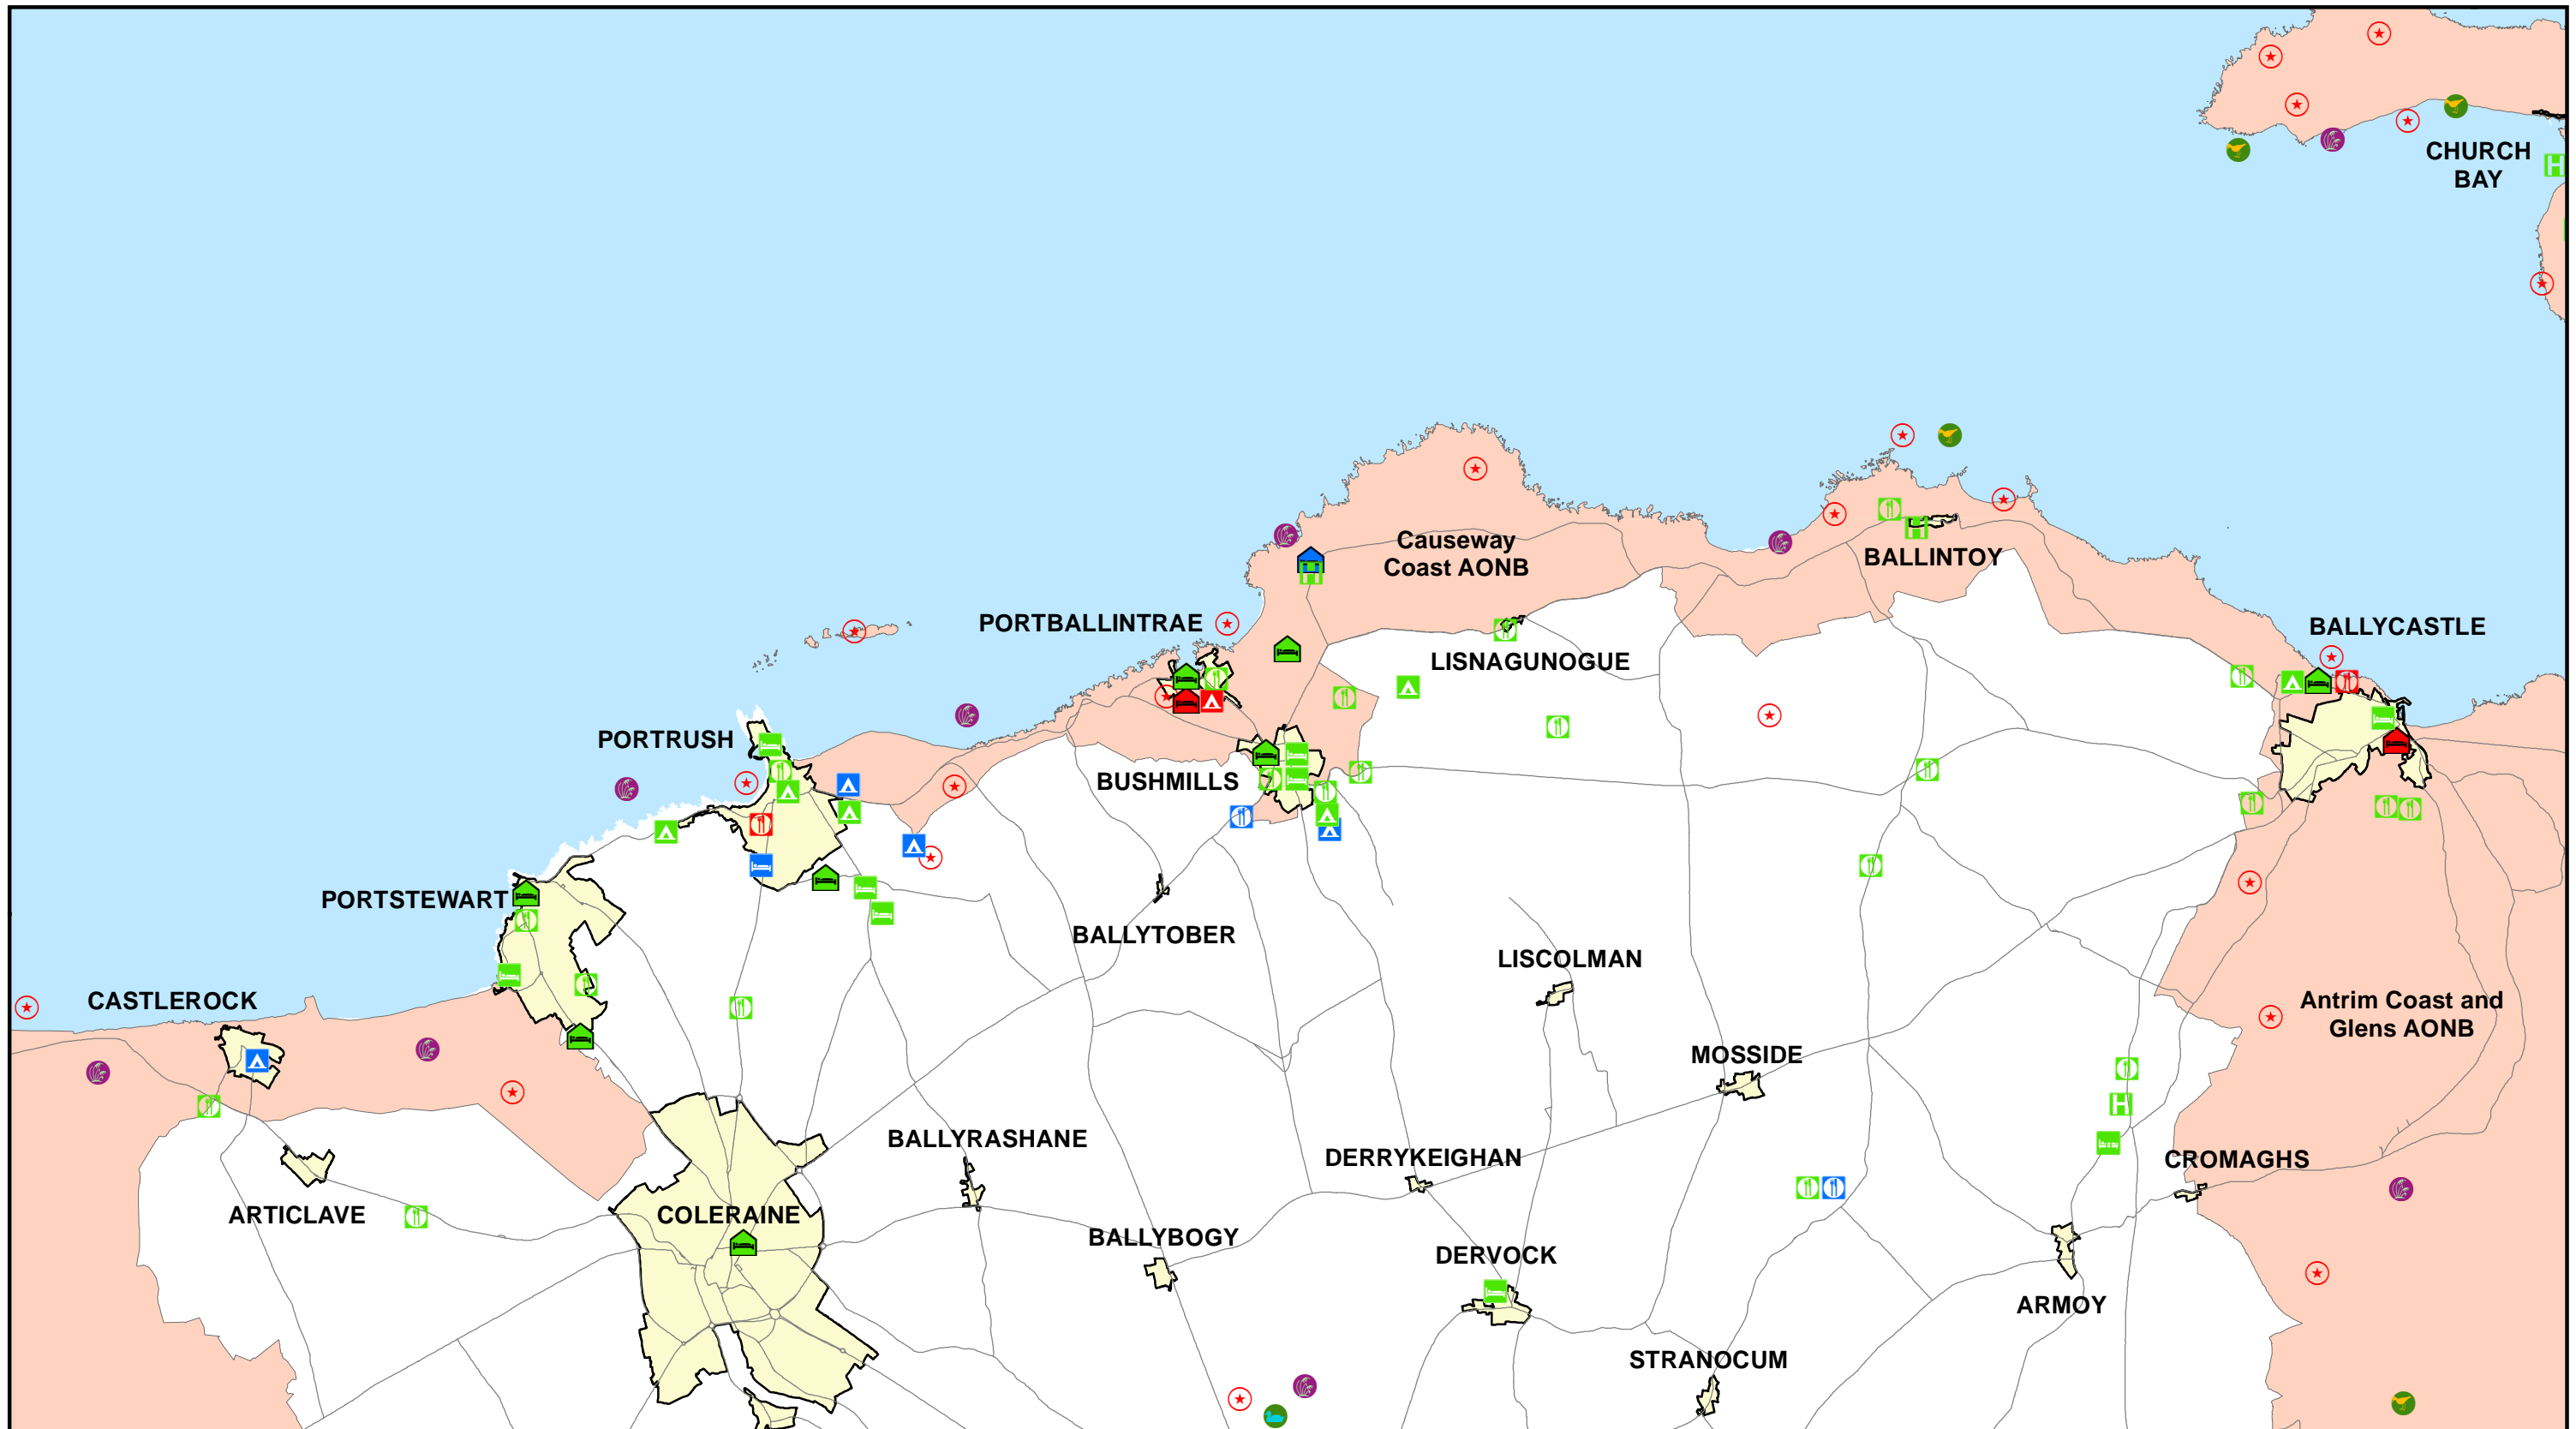 CHURCH
BAY
Causeway
Coast AONB
BALLINTOY
PORTBALLINTRAE
BALLYCASTLE
LISNAGUNOGUE
PORTRUSH
BUSHMILLS
PORTSTEWART
BALLYTOBER
LISCOLMAN
CASTLEROCK
Antrim Coast and
Glens AONB
MOSSIDE
BALLYRASHANE
DERRYKEIGHAN
CROMAGHS
ARTICLAVE
COLERAINE
BALLYBOGY
DERVOCK
ARMOY
STRANOCUM
H
H
H
H